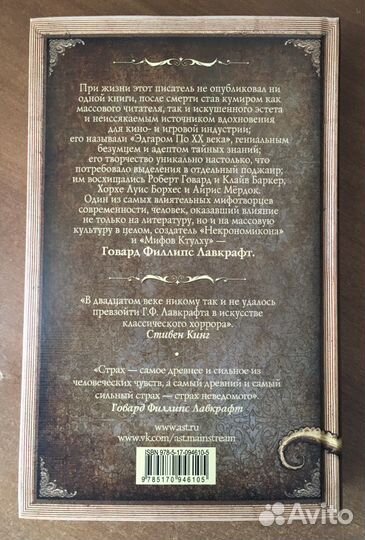 При жизни этот писатель не опубликовал ни
одной книги, после смерти став кумиром как
массового читателя, так и искушенного эстета
и неиссякаемым источником вдохновения
для кино- и игровой индустрии;
его называли «Эдгаром По XX века», гениальным
безумцем и адептом тайных знаний;
его творчество уникально настолько, что
потребовало выделения в отдельный поджанр;
им восхищались Роберт Говард и Клайв Баркер,
Хорхе Луис Борхес и Айрис Мёрдок.
Один из самых влиятельных мифотворцев
современности, человек, оказавший влияние
не только на литературу, но и на массовую
культуру в целом, создатель «Некрономикона»
и «Мифов Ктулху» —
Говард Филлипс Лавкрафт.
«В двадцатом веке никому так и не удалось
превзойти Г.Ф. Лавкрафта в искусстве
классического хоррора».
Стивен Кинг
«Страх — самое древнее и сильное из
человеческих чувств, а самый древний и самый
сильный страх — страх неведомого».
Говард Филлипс Лавкрафт
www.ast.ru
www.vk.com/ast.mainstream
ISBN 978-5-17-094610-5
9785170946105
Avito